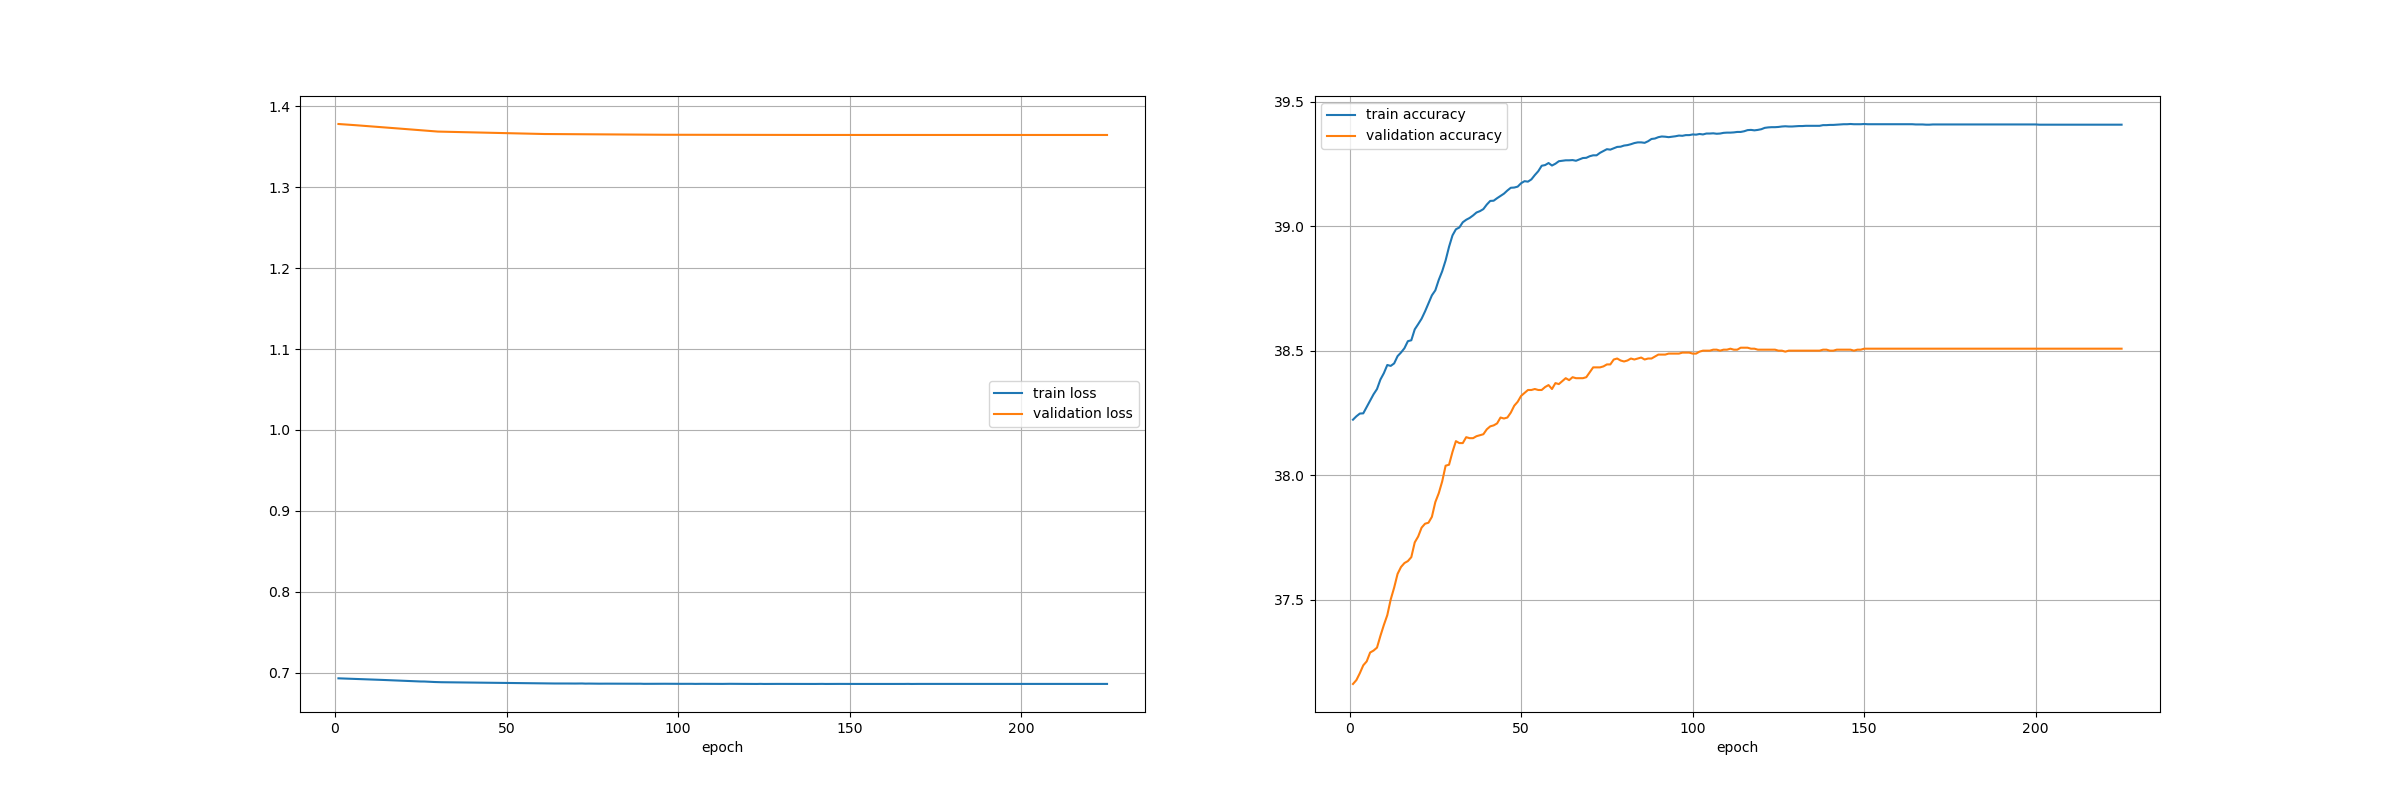 1.4
1.3
1.2
1.1
1.0
0.9
0.8
0.7
0 50 100 150 200
epoch
train loss
validation loss
39.5
39.0
38.5
38.0
37.5
0 50 100 150 200
epoch
train accuracy
validation accuracy